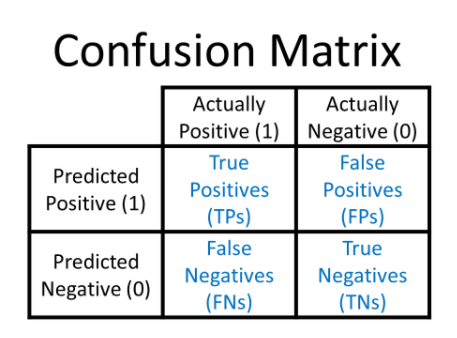 Confusion Matrix
Actually
Positive (1)
Actually
Negative (0)
Predicted
Positive (1)
True
Positives
(TPs)
False
Positives
(FPs)
Predicted
Negative (0)
False
Negatives
(FNs)
True
Negatives
(TNs)